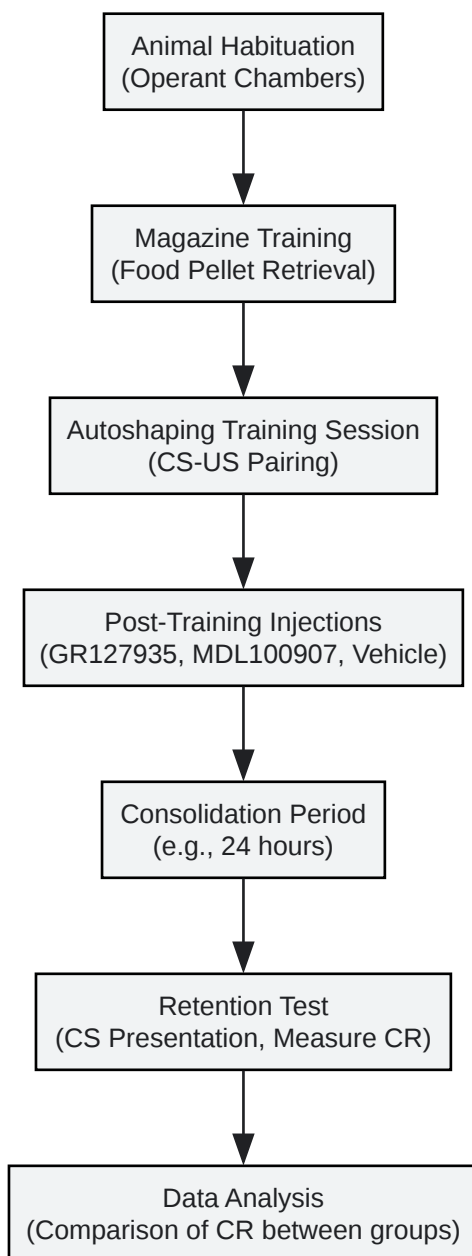 Animal Habituation
(Operant Chambers)
Magazine Training
(Food Pellet Retrieval)
Autoshaping Training Session
(CS-US Pairing)
Post-Training Injections
(GR127935, MDL100907, Vehicle)
Consolidation Period
(e.g., 24 hours)
Retention Test
(CS Presentation, Measure CR)
Data Analysis
(Comparison of CR between groups)